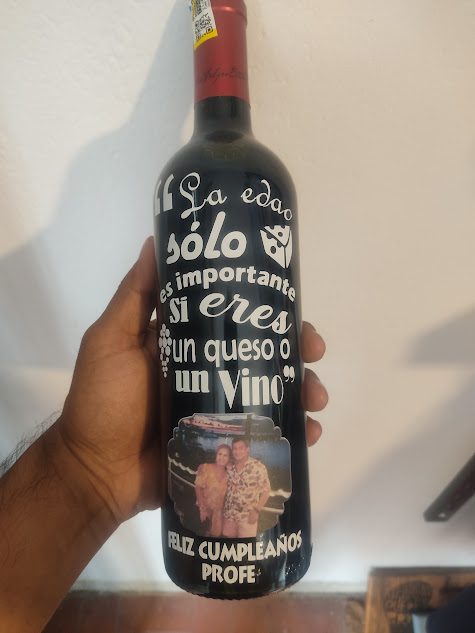 “La edad
sólo
es importante
Si eres
un queso o
un Vino”
FELIZ CUMPLEAÑOS
PROFE